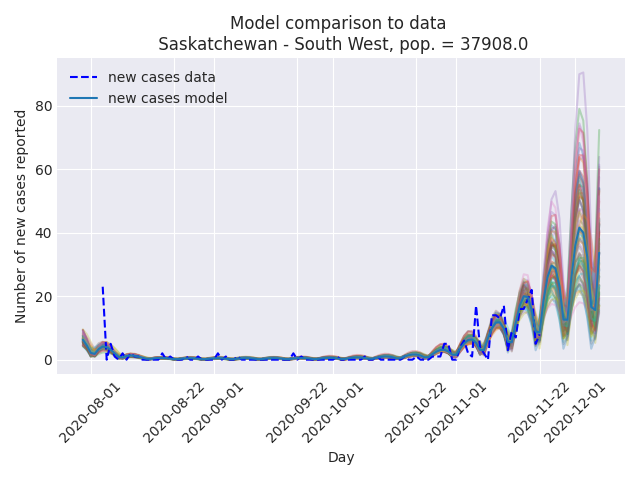 Model comparison to data
Saskatchewan - South West, pop. = 37908.0
new cases data
new cases model
Number of new cases reported
80
60
40
20
0
2020-08-01
2020-08-22
2020-09-01
2020-09-22
2020-10-01
2020-10-22
2020-11-01
2020-11-22
2020-12-01
Day